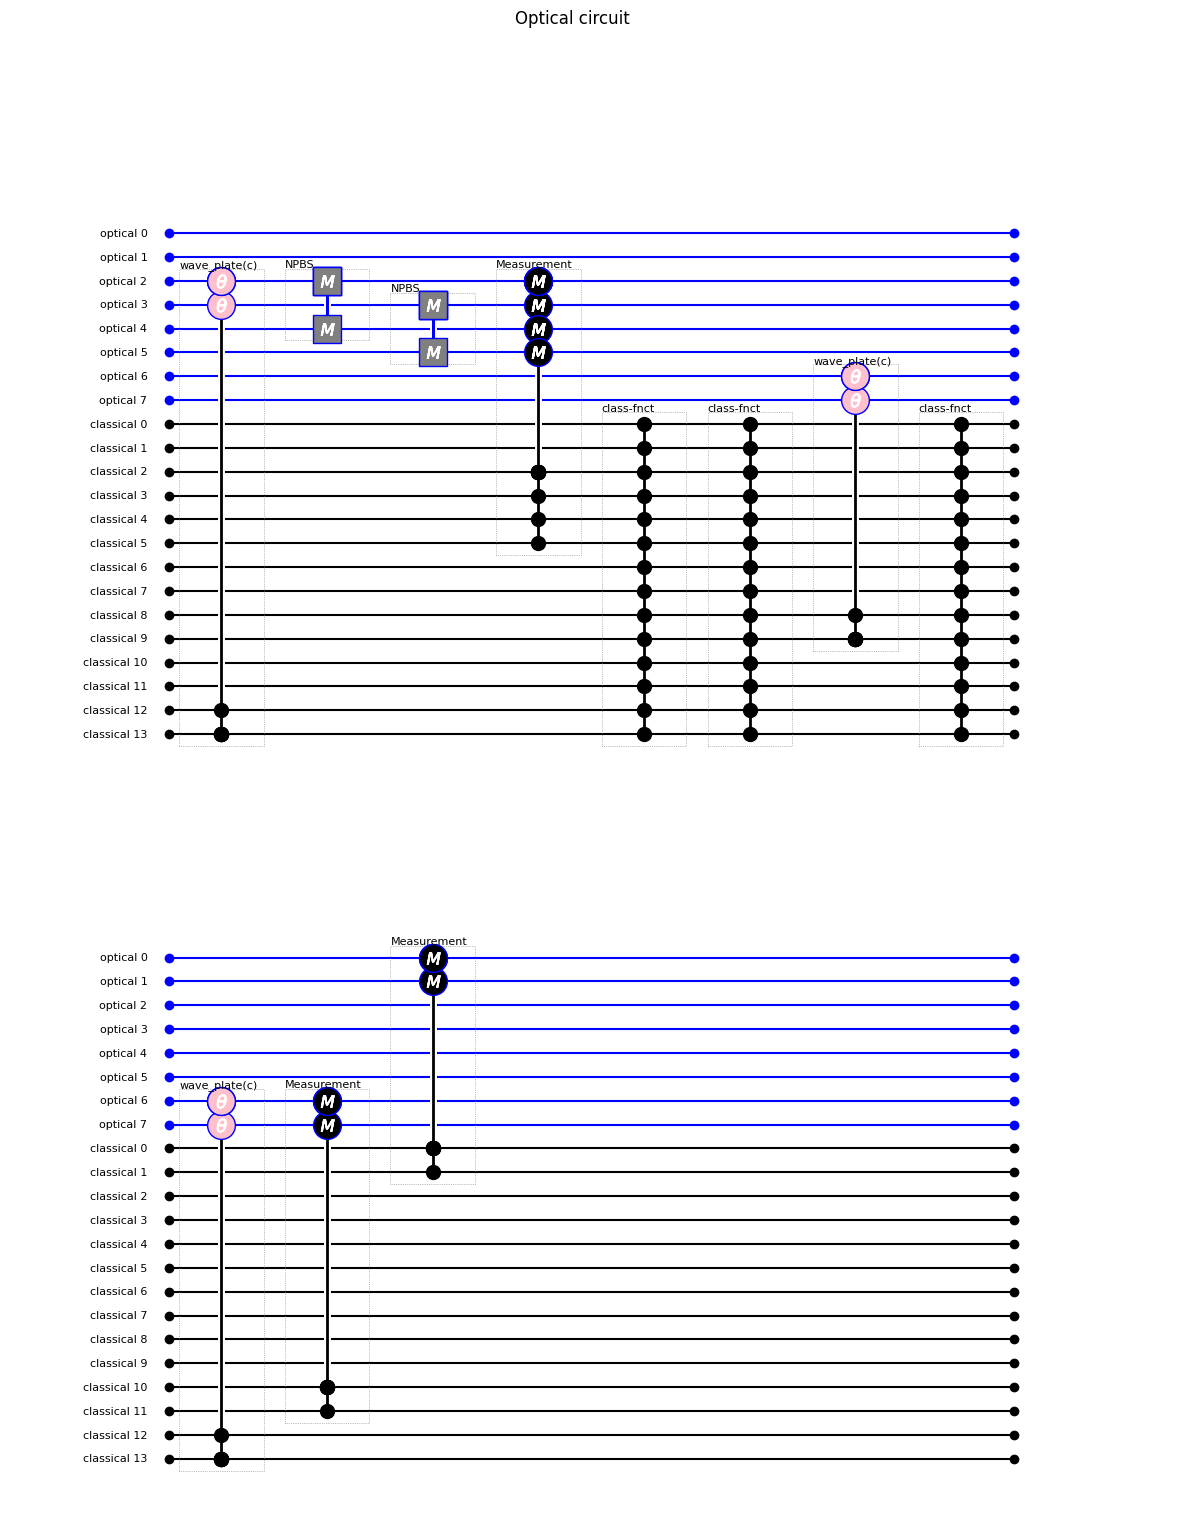 Optical circuit
optical 0
optical 1
wave_plate(c) NPBS Measurement
optical 2 θ M M
NPBS
optical 3 θ M M
optical 4 M M
optical 5 M M
wave_plate(c)
optical 6 θ
optical 7 θ
class-fnct class-fnct class-fnct
classical 0
classical 1
classical 2
classical 3
classical 4
classical 5
classical 6
classical 7
classical 8
classical 9
classical 10
classical 11
classical 12
classical 13
Measurement
optical 0 M
optical 1 M
optical 2
optical 3
optical 4
optical 5
wave_plate(c) Measurement
optical 6 θ M
optical 7 θ M
classical 0
classical 1
classical 2
classical 3
classical 4
classical 5
classical 6
classical 7
classical 8
classical 9
classical 10
classical 11
classical 12
classical 13